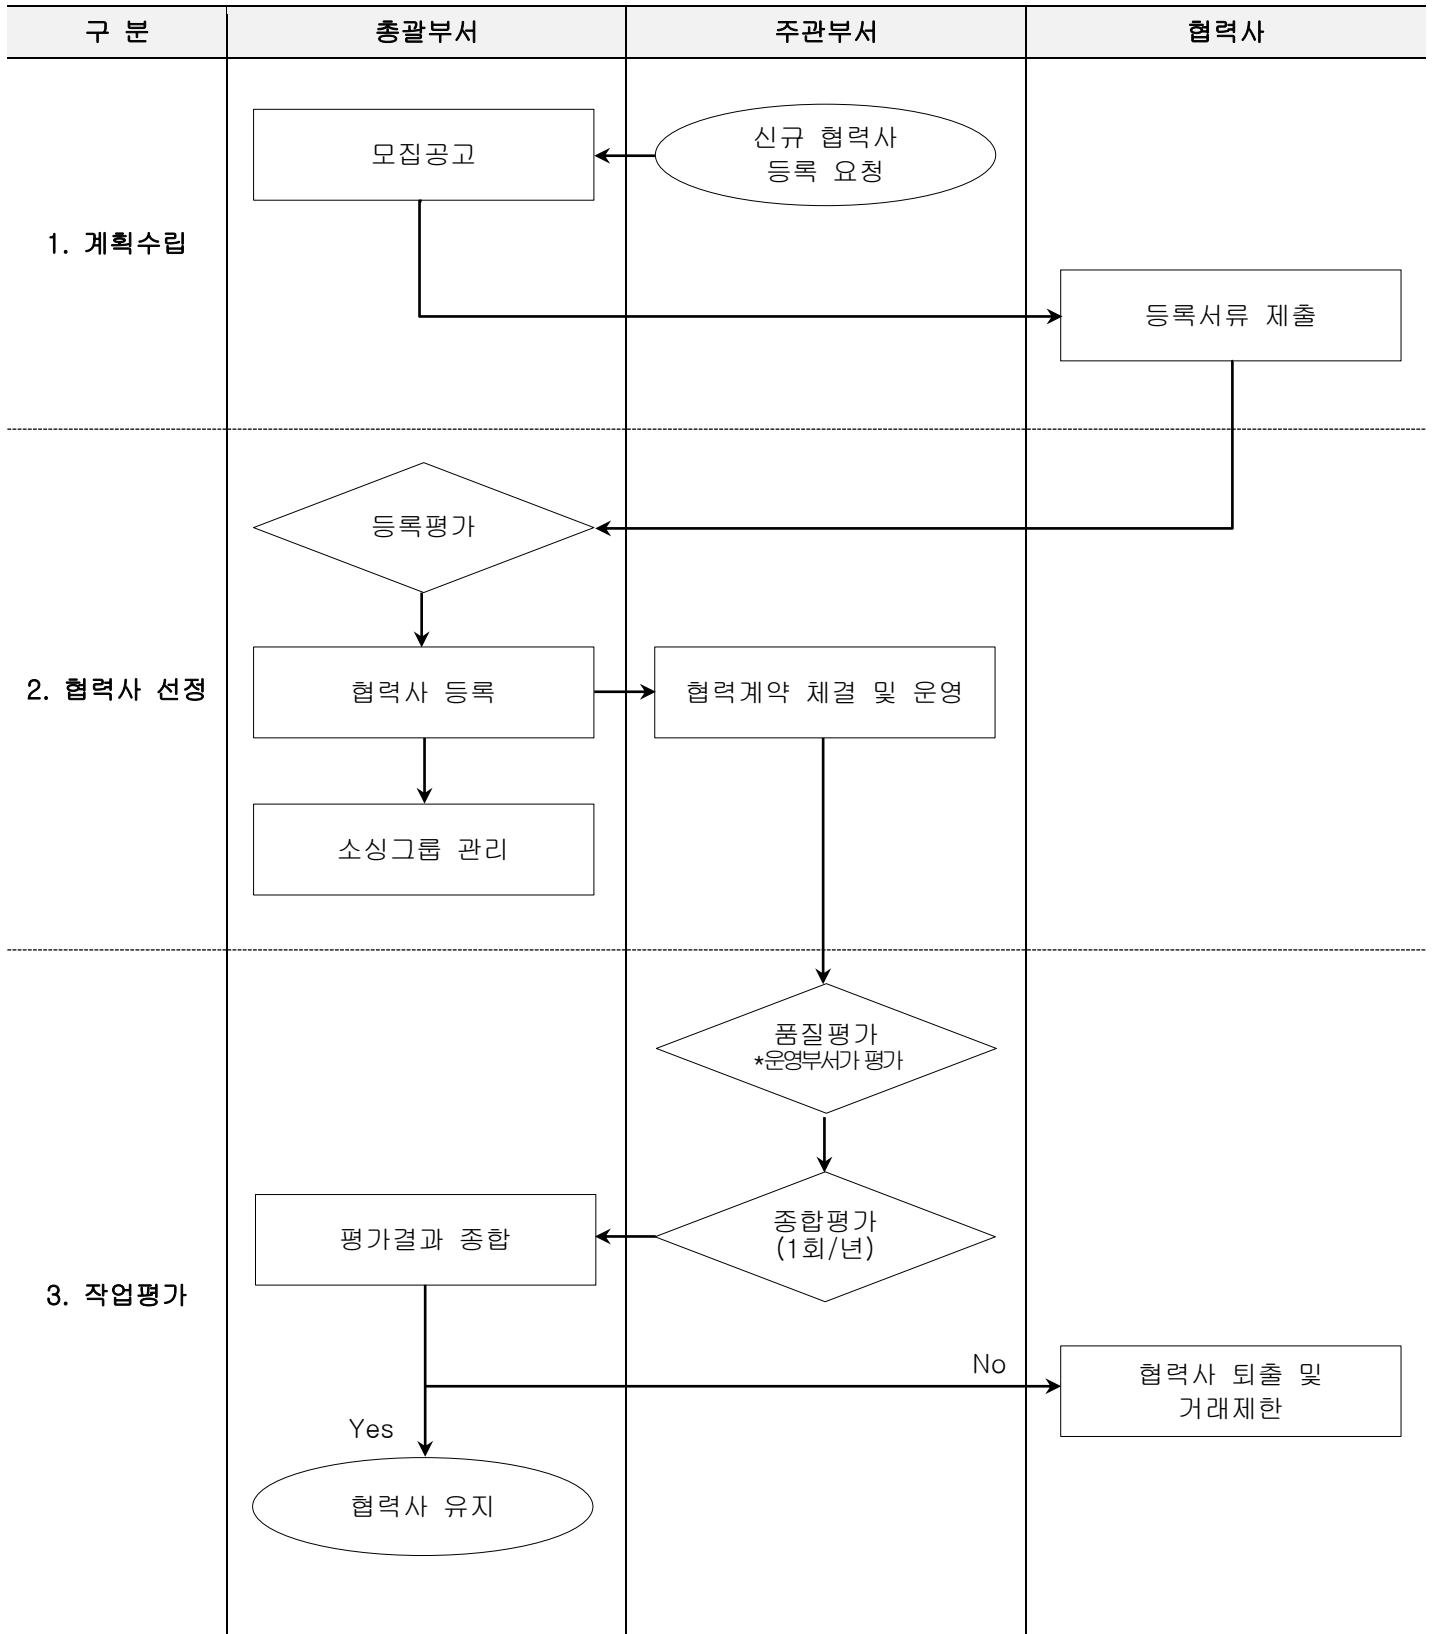 구 분
총괄부서
주관부서
협력사
1. 계획수립
모집공고
신규 협력사
등록 요청
등록서류 제출
2. 협력사 선정
등록평가
협력사 등록
협력계약 체결 및 운영
소싱그룹 관리
3. 작업평가
품질평가
*운영부서가 평가
종합평가
(1회/년)
평가결과 종합
No
협력사 퇴출 및
거래제한
Yes
협력사 유지